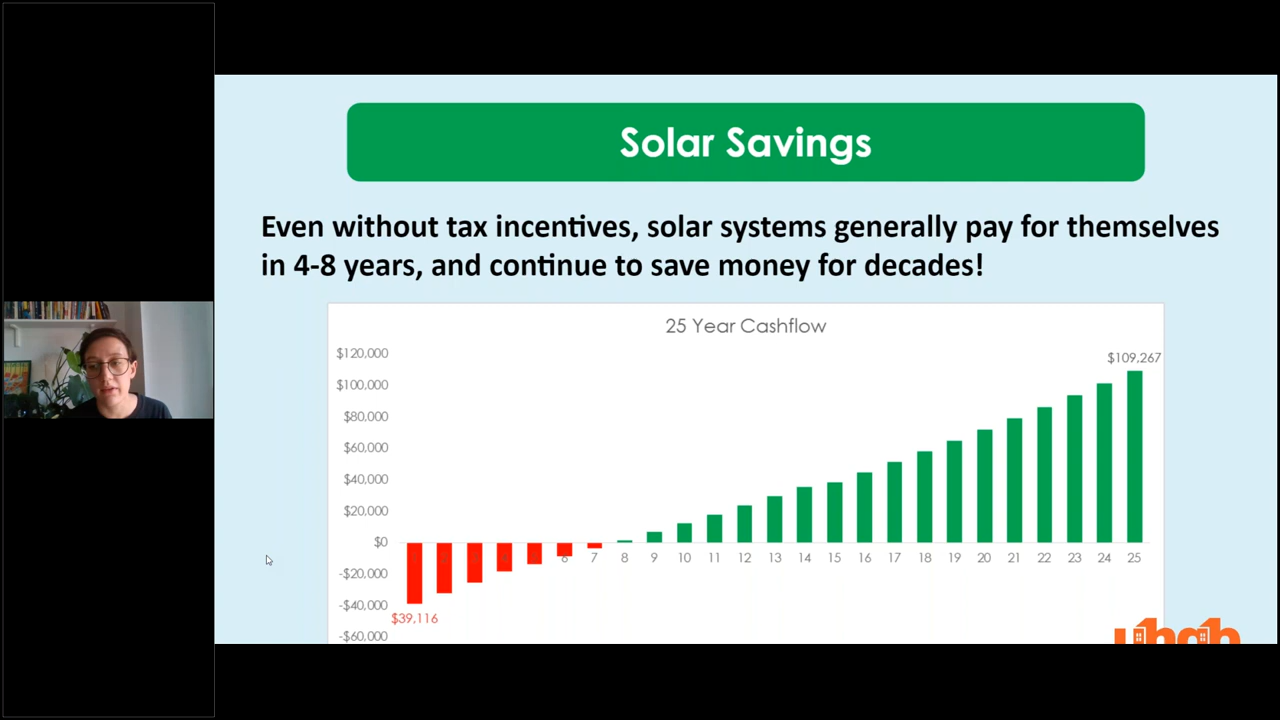 Solar Savings
Even without tax incentives, solar systems generally pay for themselves
in 4-8 years, and continue to save money for decades!
25 Year Cashflow
$120,000
$109,267
$100,000
$80,000
$60,000
$40,000
$20,000
$0
6 7 8 9 10 11 12 13 14 15 16 17 18 19 20 21 22 23 24 25
-$20,000
-$40,000
$39,116
-$60,000
uhab